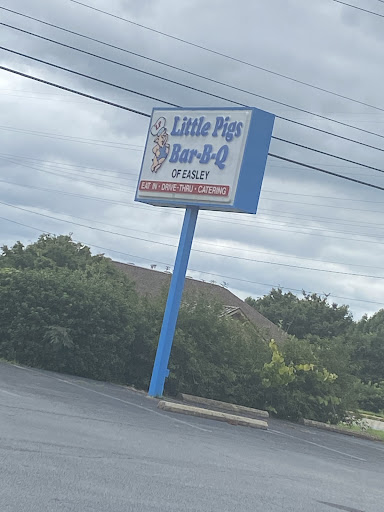 Little Pigs
Bar-B-Q
OF EASLEY
EAT IN · DRIVE-THRU · CATERING